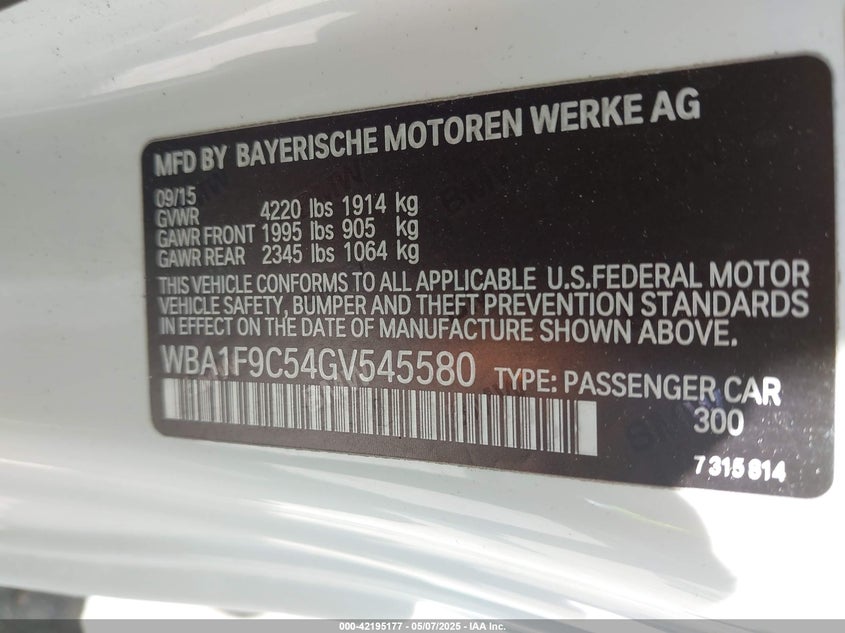 MFD BY BAYERISCHE MOTOREN WERKE AG
09/15
GVWR 4220 lbs 1914 kg
GAWR FRONT 1995 lbs 905 kg
GAWR REAR 2345 lbs 1064 kg
THIS VEHICLE CONFORMS TO ALL APPLICABLE U.S.FEDERAL MOTOR
VEHICLE SAFETY, BUMPER AND THEFT PREVENTION STANDARDS
IN EFFECT ON THE DATE OF MANUFACTURE SHOWN ABOVE.
WBA1F9C54GV545580 TYPE: PASSENGER CAR
300
7 315 814
000-42195177 - 05/07/2025 - IAA Inc.